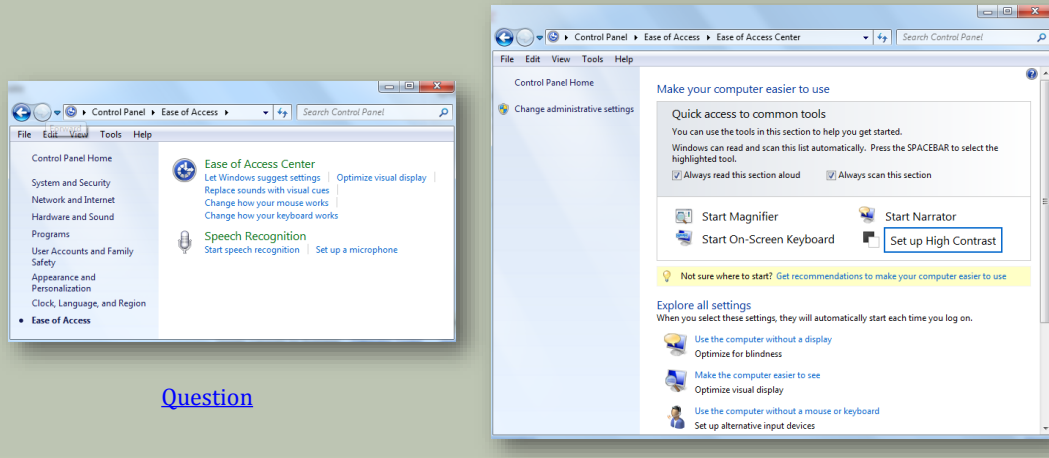 Control Panel ▸ Ease of Access ▸
Search Control Panel
File Edit View Tools Help
Control Panel Home
System and Security
Network and Internet
Hardware and Sound
Programs
User Accounts and Family
Safety
Appearance and
Personalization
Clock, Language, and Region
• Ease of Access
Ease of Access Center
Let Windows suggest settings | Optimize visual display |
Replace sounds with visual cues |
Change how your mouse works |
Change how your keyboard works
Speech Recognition
Start speech recognition | Set up a microphone
Question
Control Panel ▸ Ease of Access ▸ Ease of Access Center
Search Control Panel
File Edit View Tools Help
Control Panel Home
Change administrative settings
Make your computer easier to use
Quick access to common tools
You can use the tools in this section to help you get started.
Windows can read and scan this list automatically. Press the SPACEBAR to select the
highlighted tool.
Always read this section aloud Always scan this section
Start Magnifier Start Narrator
Start On-Screen Keyboard Set up High Contrast
Not sure where to start? Get recommendations to make your computer easier to use
Explore all settings
When you select these settings, they will automatically start each time you log on.
Use the computer without a display
Optimize for blindness
Make the computer easier to see
Optimize visual display
Use the computer without a mouse or keyboard
Set up alternative input devices